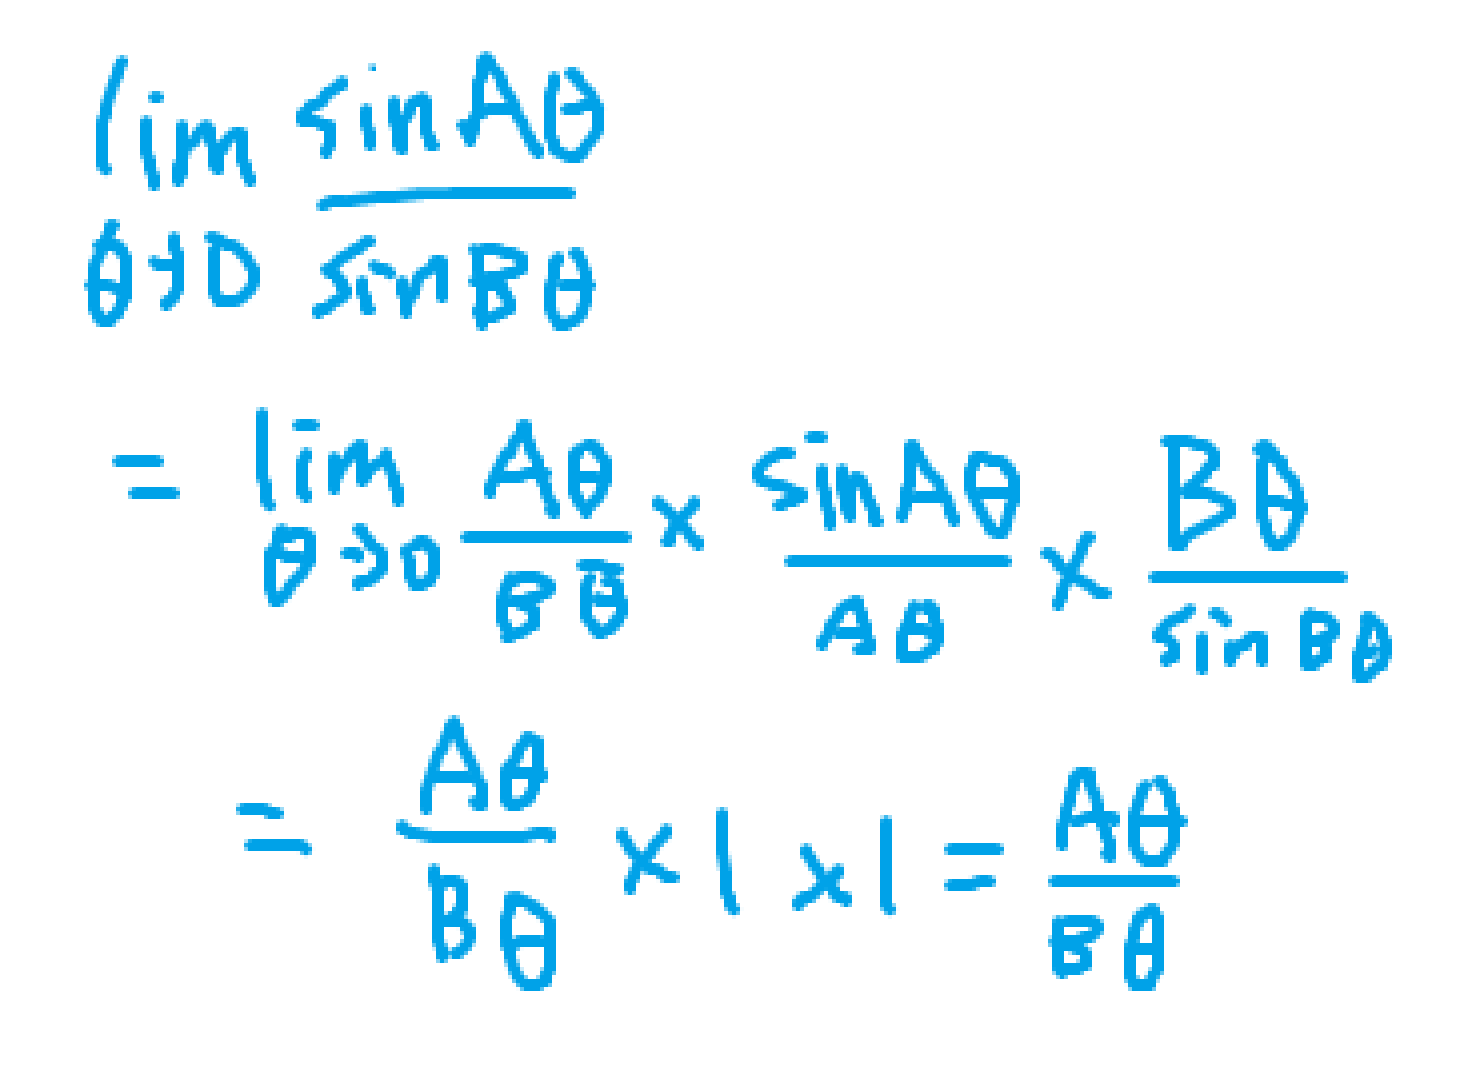 lim sinAθ / sinBθ θ→0
= lim θ→0 Aθ / Bθ × sinAθ / Aθ × Bθ / sinBθ
= Aθ / Bθ × 1 × 1 = Aθ / Bθ